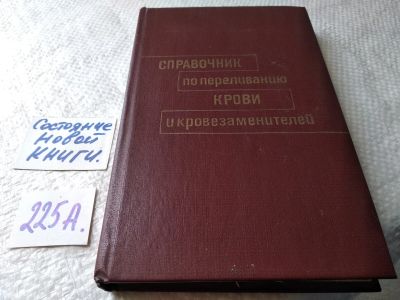 СПРАВОЧНИК
по переливанию
КРОВИ
и кровезаменителей
Состояние
новой
книги.
225А.